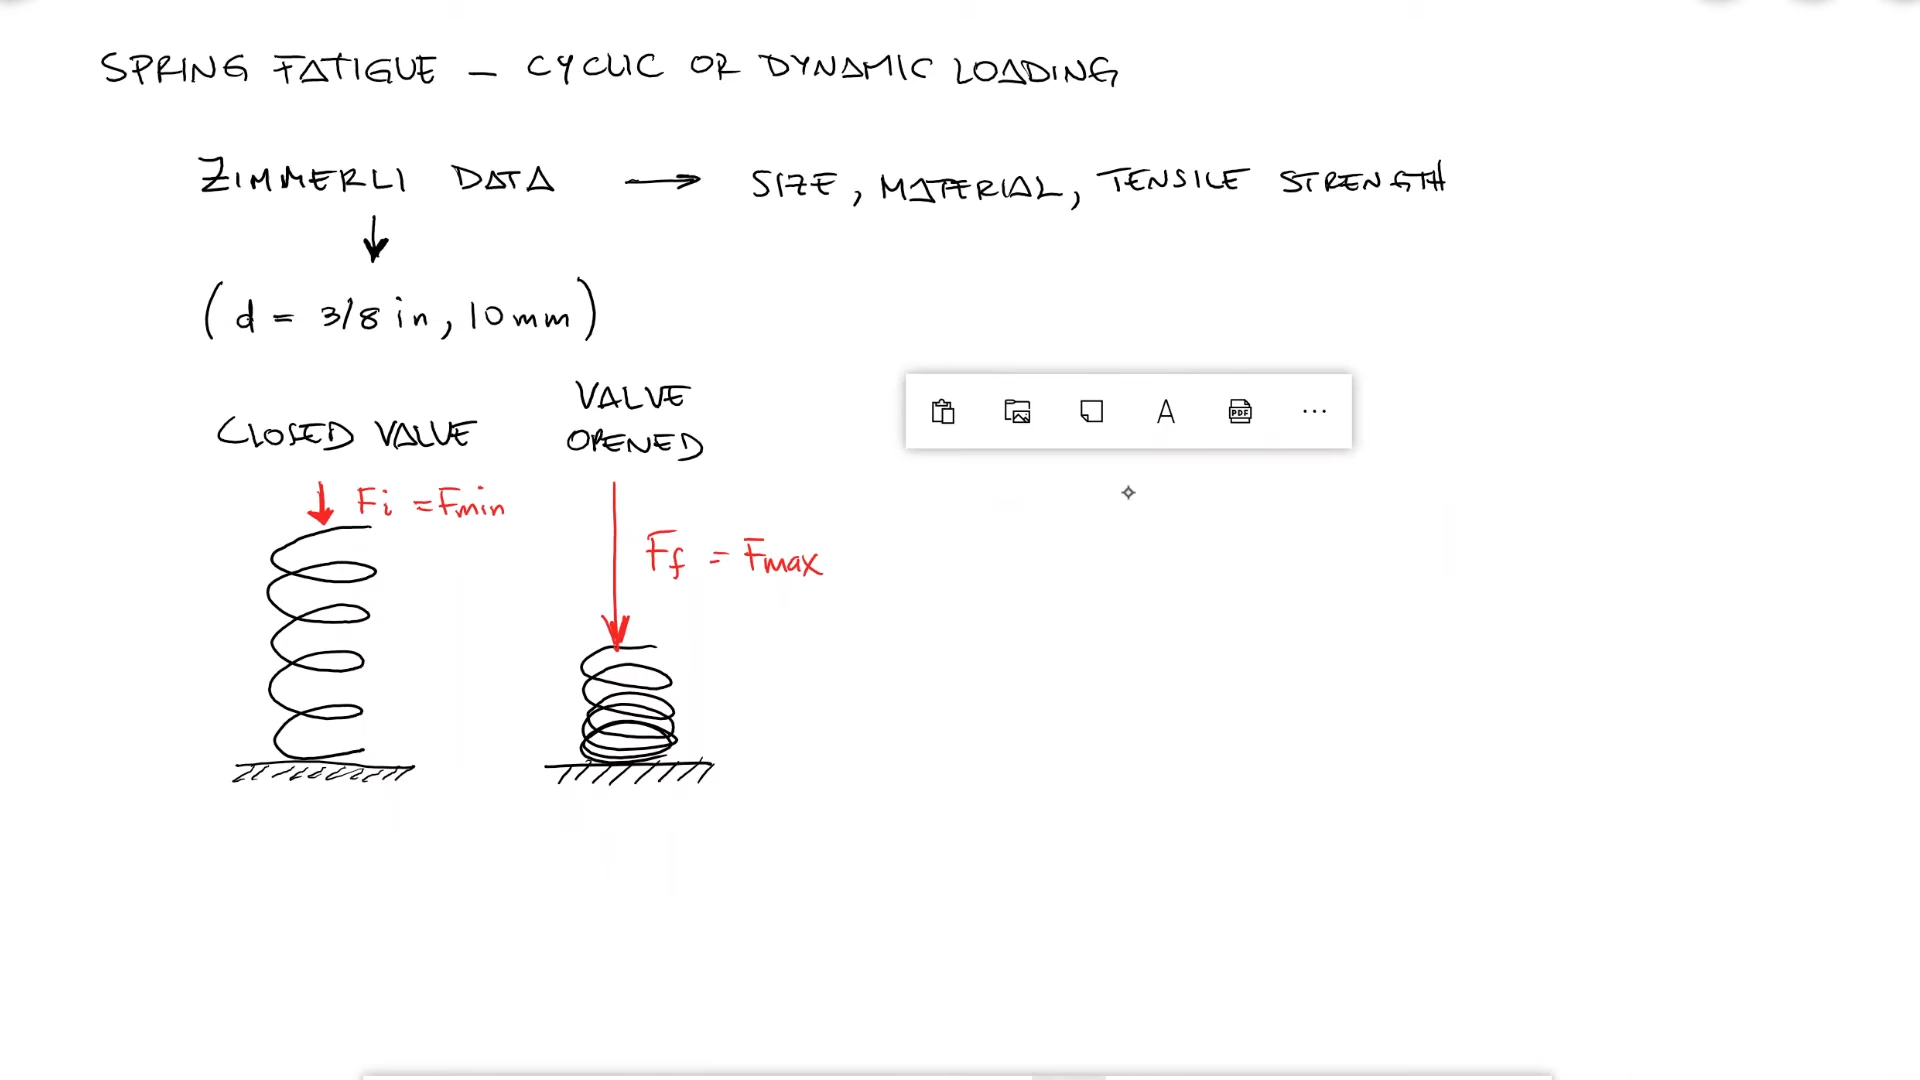 SPRING FATIGUE – CYCLIC OR DYNAMIC LOADING
ZIMMERLI DATA → SIZE, MATERIAL, TENSILE STRENGTH
(d = 3/8 in, 10 mm)
CLOSED VALVE
VALVE
OPENED
Fi = Fmin
Ff = Fmax
A
PDF
...